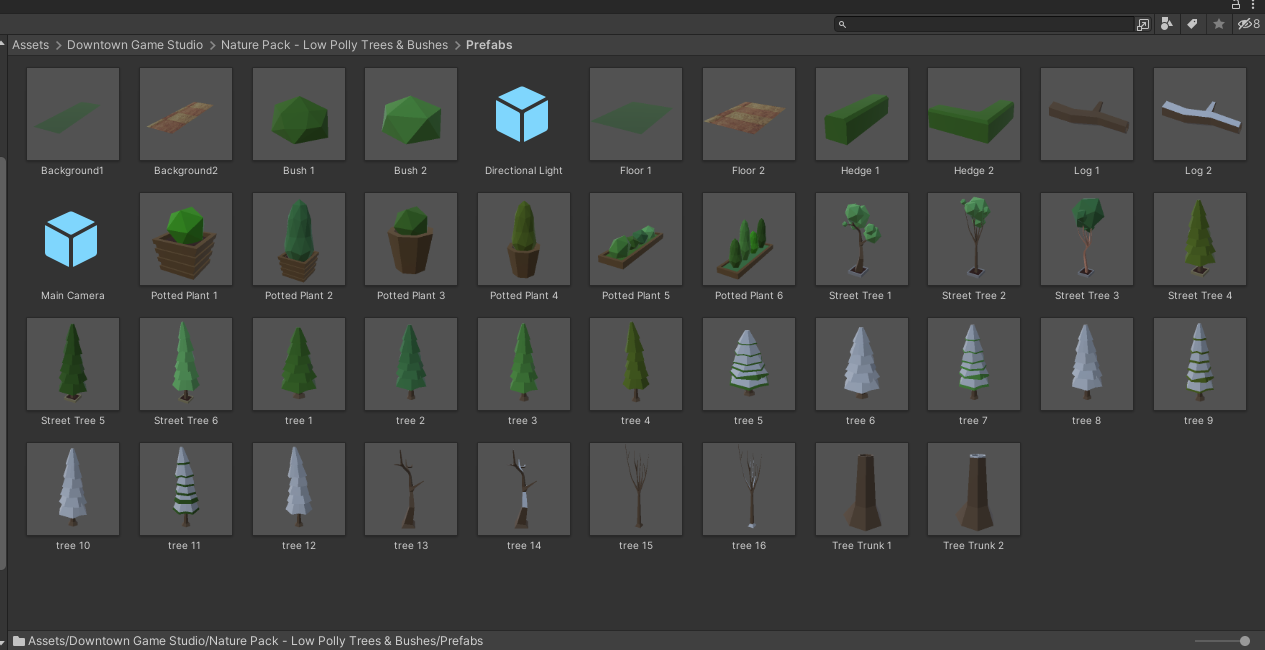 8
Assets > Downtown Game Studio > Nature Pack - Low Polly Trees & Bushes > Prefabs
Background1 Background2 Bush 1 Bush 2 Directional Light Floor 1 Floor 2 Hedge 1 Hedge 2 Log 1 Log 2
Main Camera Potted Plant 1 Potted Plant 2 Potted Plant 3 Potted Plant 4 Potted Plant 5 Potted Plant 6 Street Tree 1 Street Tree 2 Street Tree 3 Street Tree 4
Street Tree 5 Street Tree 6 tree 1 tree 2 tree 3 tree 4 tree 5 tree 6 tree 7 tree 8 tree 9
tree 10 tree 11 tree 12 tree 13 tree 14 tree 15 tree 16 Tree Trunk 1 Tree Trunk 2
Assets/Downtown Game Studio/Nature Pack - Low Polly Trees & Bushes/Prefabs